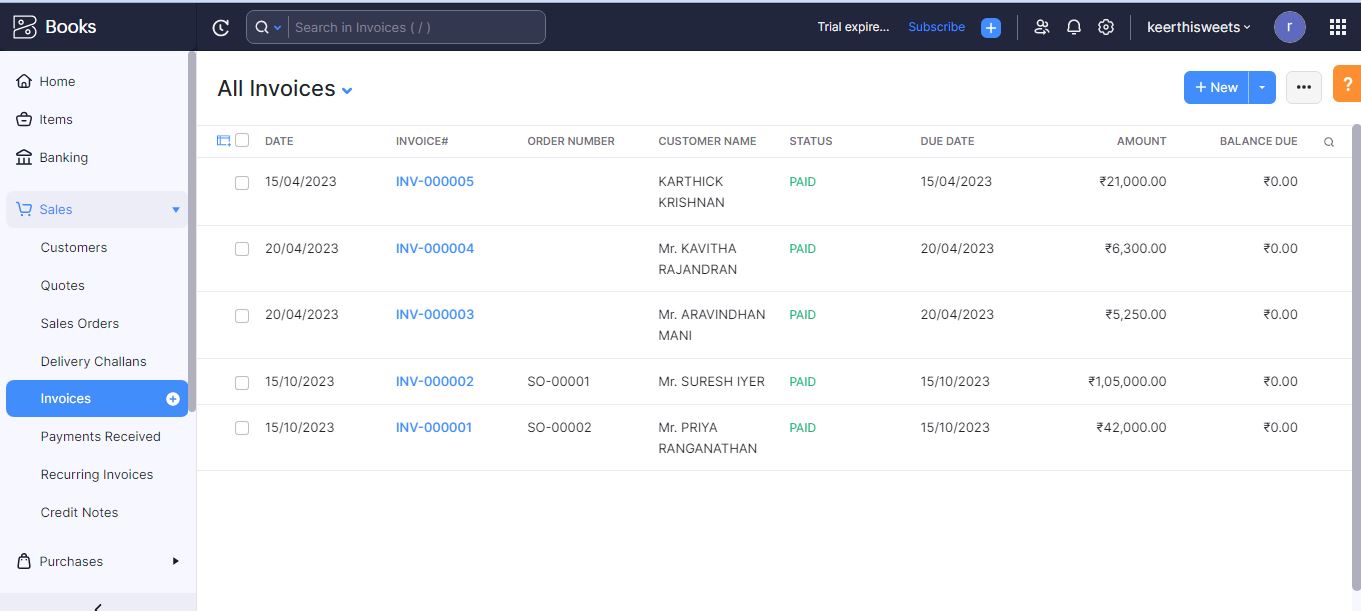 Books
Search in Invoices ( / )
Trial expire...
Subscribe
keerthisweets
r
Home
Items
Banking
Sales
Customers
Quotes
Sales Orders
Delivery Challans
Invoices
Payments Received
Recurring Invoices
Credit Notes
Purchases
All Invoices
+ New
?
DATE INVOICE# ORDER NUMBER CUSTOMER NAME STATUS DUE DATE AMOUNT BALANCE DUE
15/04/2023 INV-000005 KARTHICK PAID 15/04/2023 ₹21,000.00 ₹0.00
KRISHNAN
20/04/2023 INV-000004 Mr. KAVITHA PAID 20/04/2023 ₹6,300.00 ₹0.00
RAJANDRAN
20/04/2023 INV-000003 Mr. ARAVINDHAN PAID 20/04/2023 ₹5,250.00 ₹0.00
MANI
15/10/2023 INV-000002 SO-00001 Mr. SURESH IYER PAID 15/10/2023 ₹1,05,000.00 ₹0.00
15/10/2023 INV-000001 SO-00002 Mr. PRIYA PAID 15/10/2023 ₹42,000.00 ₹0.00
RANGANATHAN